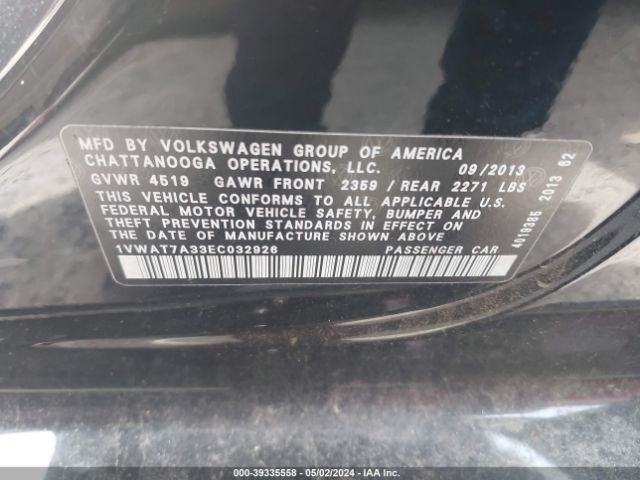 MFD BY VOLKSWAGEN GROUP OF AMERICA
CHATTANOOGA OPERATIONS, LLC. 09/2013
GVWR 4519 GAWR FRONT 2359 / REAR 2271 LBS
THIS VEHICLE CONFORMS TO ALL APPLICABLE U.S.
FEDERAL MOTOR VEHICLE SAFETY, BUMPER AND
THEFT PREVENTION STANDARDS IN EFFECT ON
THE DATE OF MANUFACTURE SHOWN ABOVE.
1VWAT7A33EC032926 PASSENGER CAR
4019385 2013 62
000-39335558 - 05/02/2024 - IAA Inc.